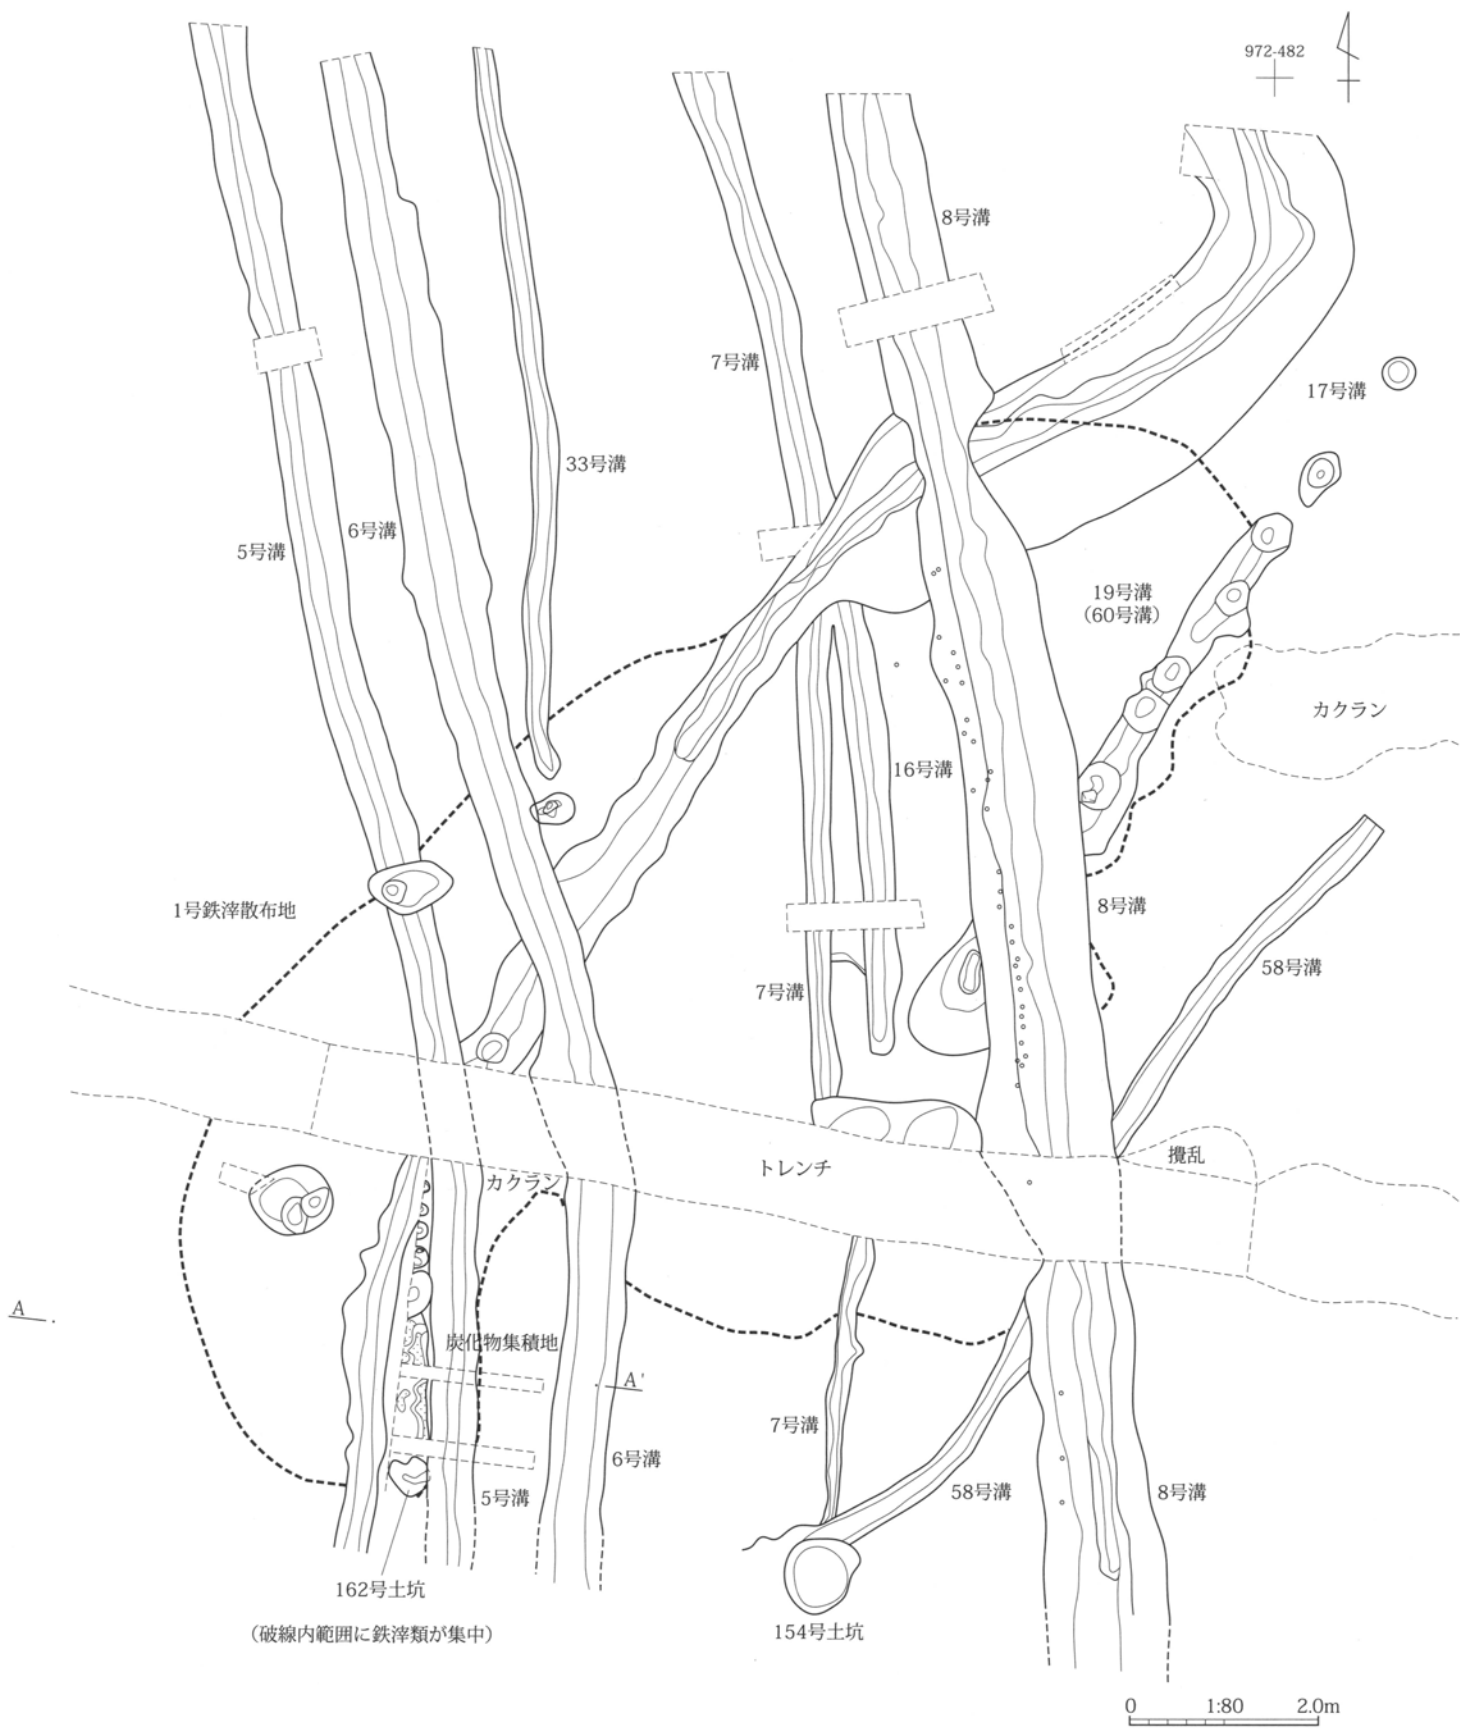 972-482
8号溝
7号溝
17号溝
33号溝
6号溝
5号溝
19号溝
(60号溝)
カクラン
16号溝
1号鉄滓散布地
8号溝
58号溝
7号溝
攪乱
トレンチ
カクラン
A
炭化物集積地
A'
7号溝
6号溝
5号溝
58号溝
8号溝
162号土坑
154号土坑
(破線内範囲に鉄滓類が集中)
0 1:80 2.0m